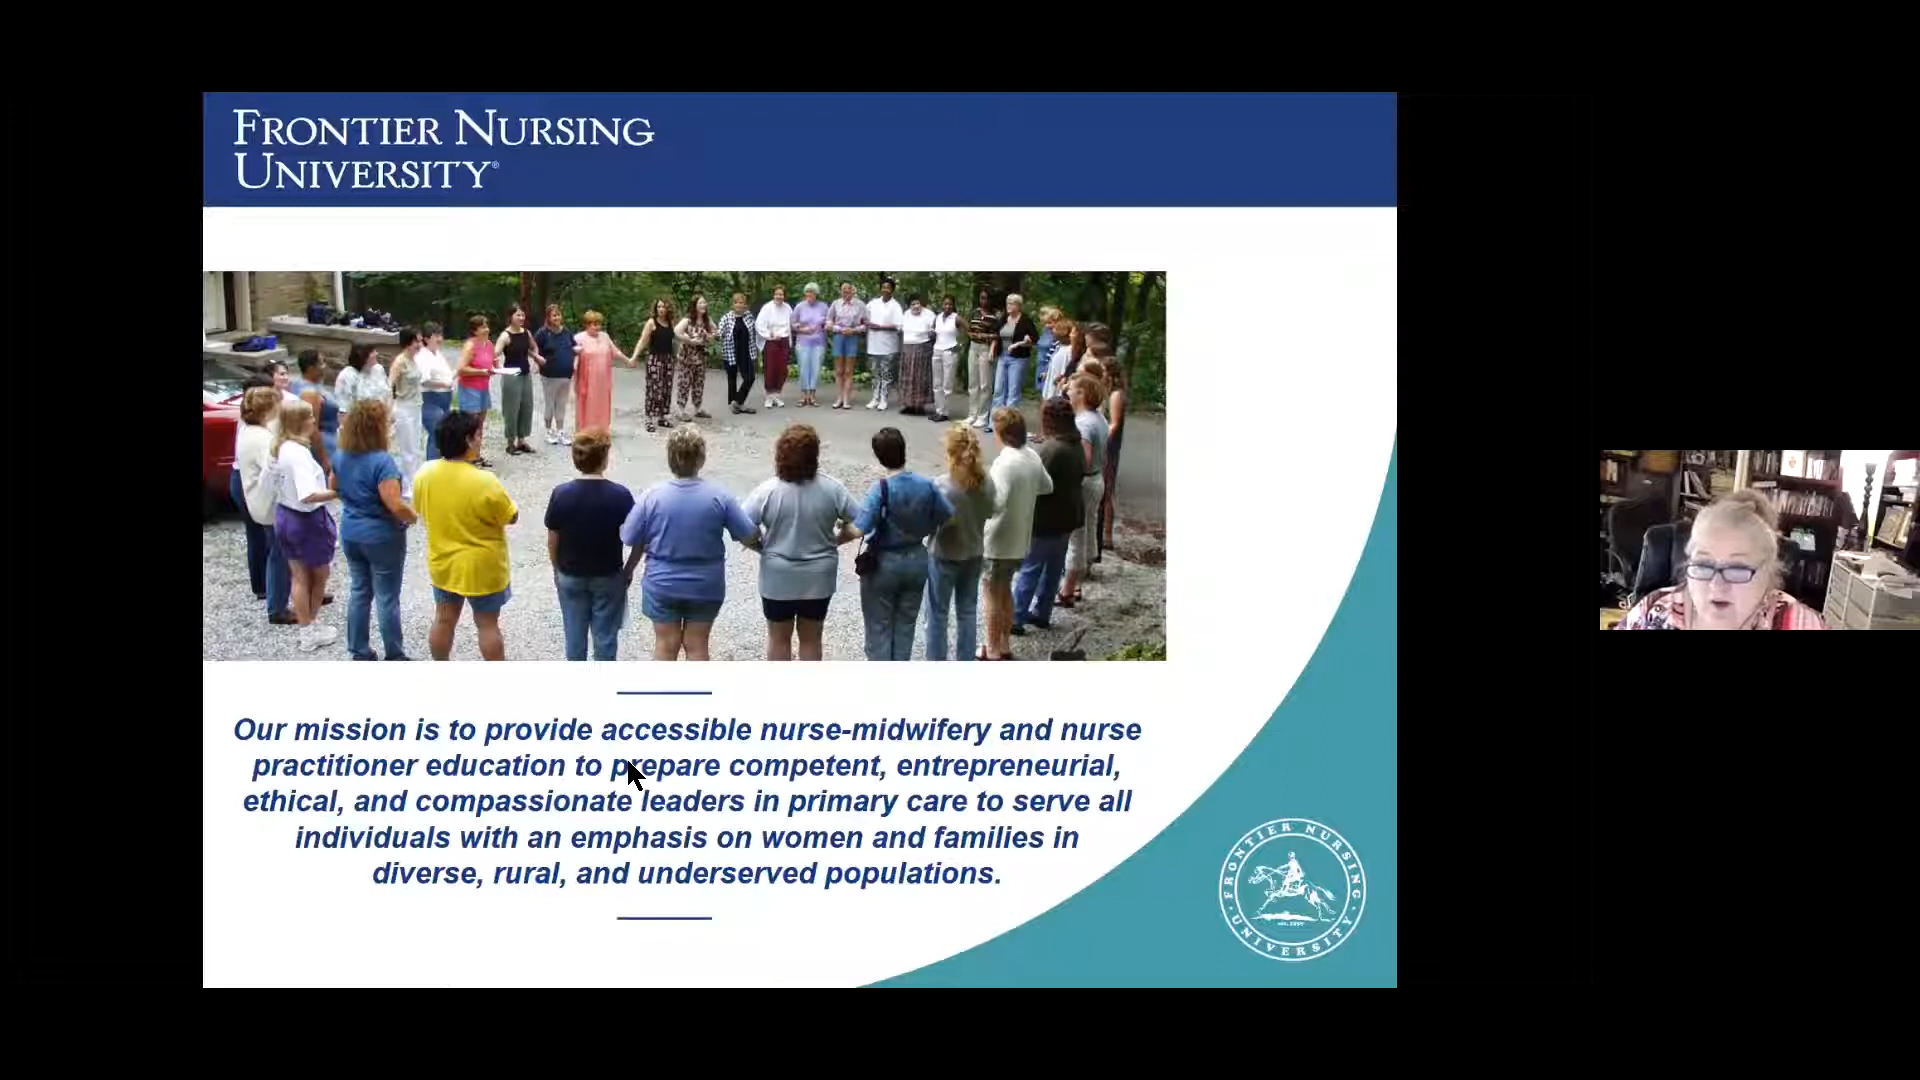 FRONTIER NURSING
UNIVERSITY®
Our mission is to provide accessible nurse-midwifery and nurse
practitioner education to prepare competent, entrepreneurial,
ethical, and compassionate leaders in primary care to serve all
individuals with an emphasis on women and families in
diverse, rural, and underserved populations.
FRONTIER NURSING
UNIVERSITY